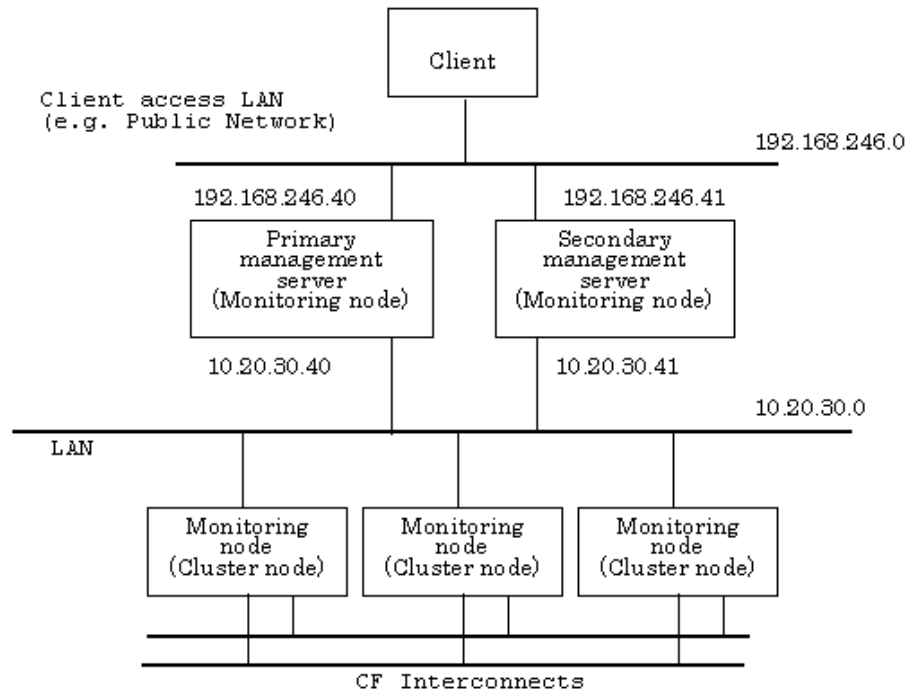 Client
Client access LAN
(e.g. Public Network)
192.168.246.0
192.168.246.40
192.168.246.41
Primary
management
server
(Monitoring node)
Secondary
management
server
(Monitoring node)
10.20.30.40
10.20.30.41
10.20.30.0
LAN
Monitoring
node
(Cluster node)
Monitoring
node
(Cluster node)
Monitoring
node
(Cluster node)
CF Interconnects